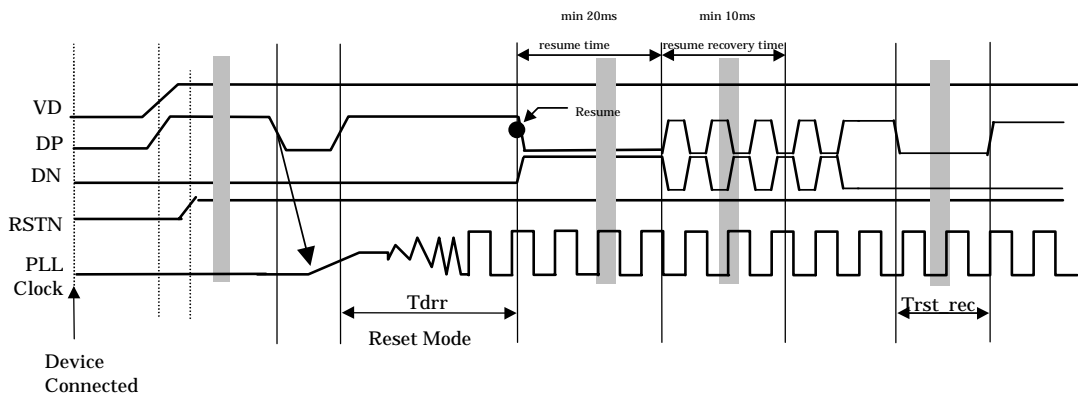 min 20ms
min 10ms
resume time
resume recovery time
VD
Resume
DP
DN
RSTN
PLL
Clock
Tdrr
Trst_rec
Reset Mode
Device
Connected